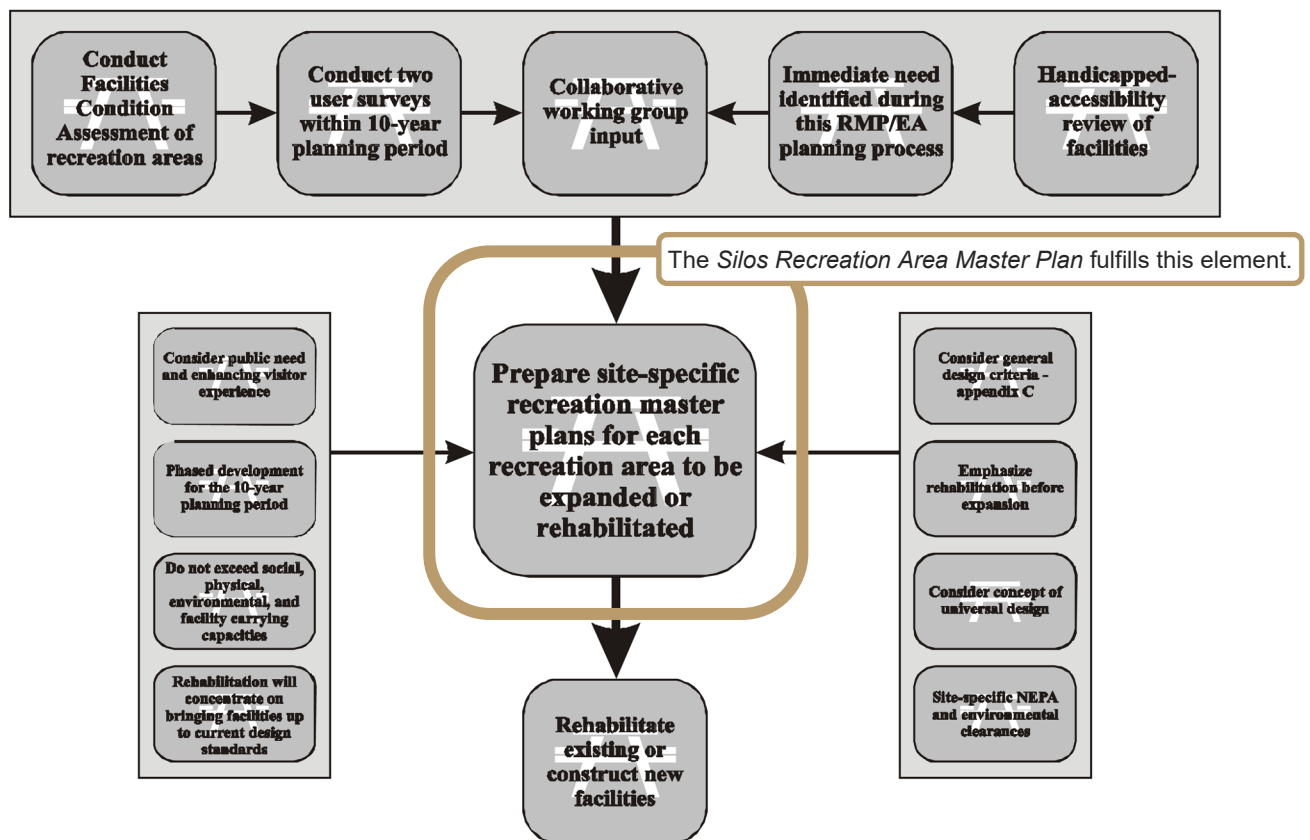 Conduct
Facilities
Condition
Assessment of
recreation areas
Conduct two
user surveys
within 10-year
planning period
Collaborative
working group
input
Immediate need
identified during
this RMP/EA
planning process
Handicapped-
accessibility
review of
facilities
The Silos Recreation Area Master Plan fulfills this element.
Consider public need
and enhancing visitor
experience
Phased development
for the 10-year
planning period
Do not exceed social,
physical,
environmental, and
facility carrying
capacities
Rehabilitation will
concentrate on
bringing facilities up
to current design
standards
Prepare site-specific
recreation master
plans for each
recreation area to be
expanded or
rehabilitated
Consider general
design criteria -
appendix C
Emphasize
rehabilitation before
expansion
Consider concept of
universal design
Site-specific NEPA
and environmental
clearances
Rehabilitate
existing or
construct new
facilities